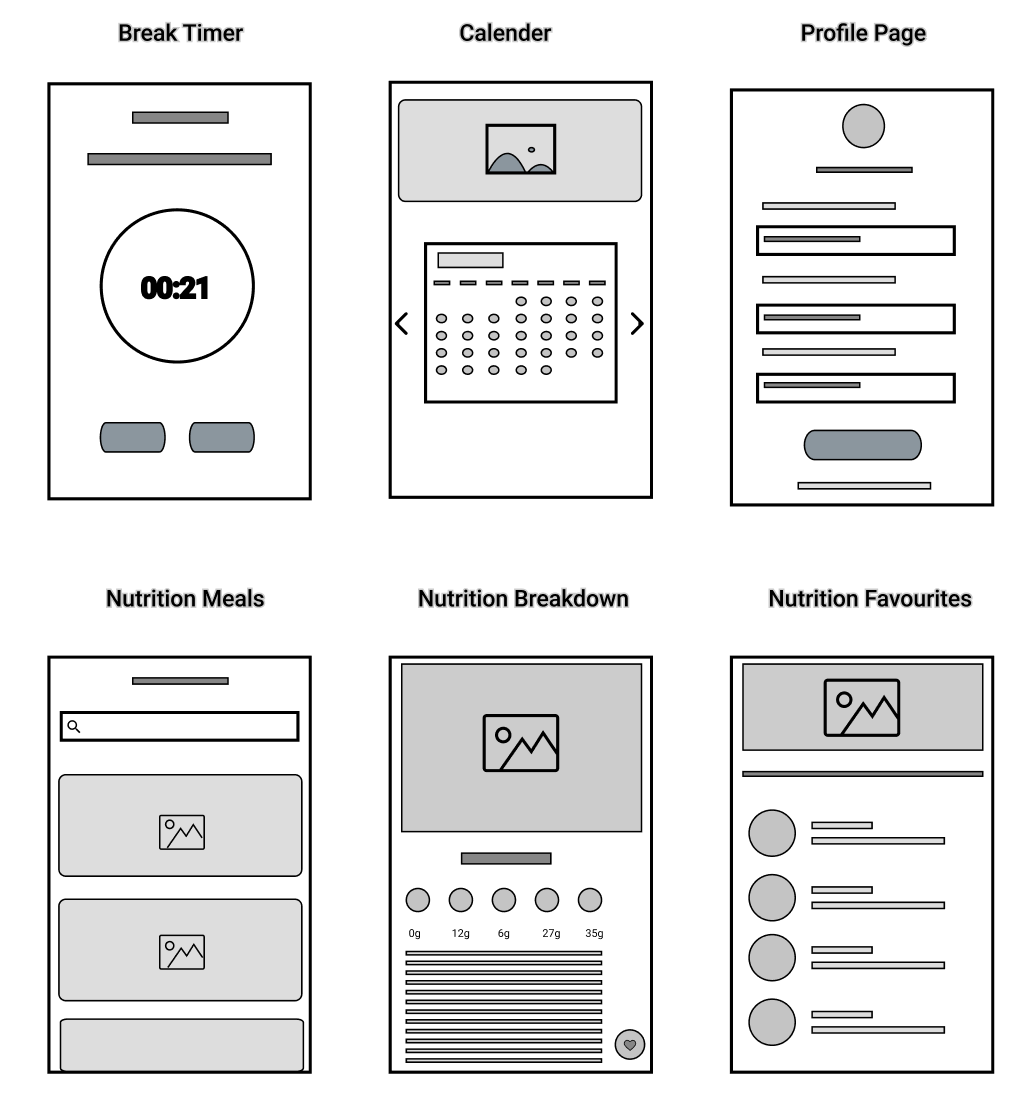 Break Timer
Calender
Profile Page
00:21
Nutrition Meals
Nutrition Breakdown
Nutrition Favourites
0g
12g
6g
27g
35g